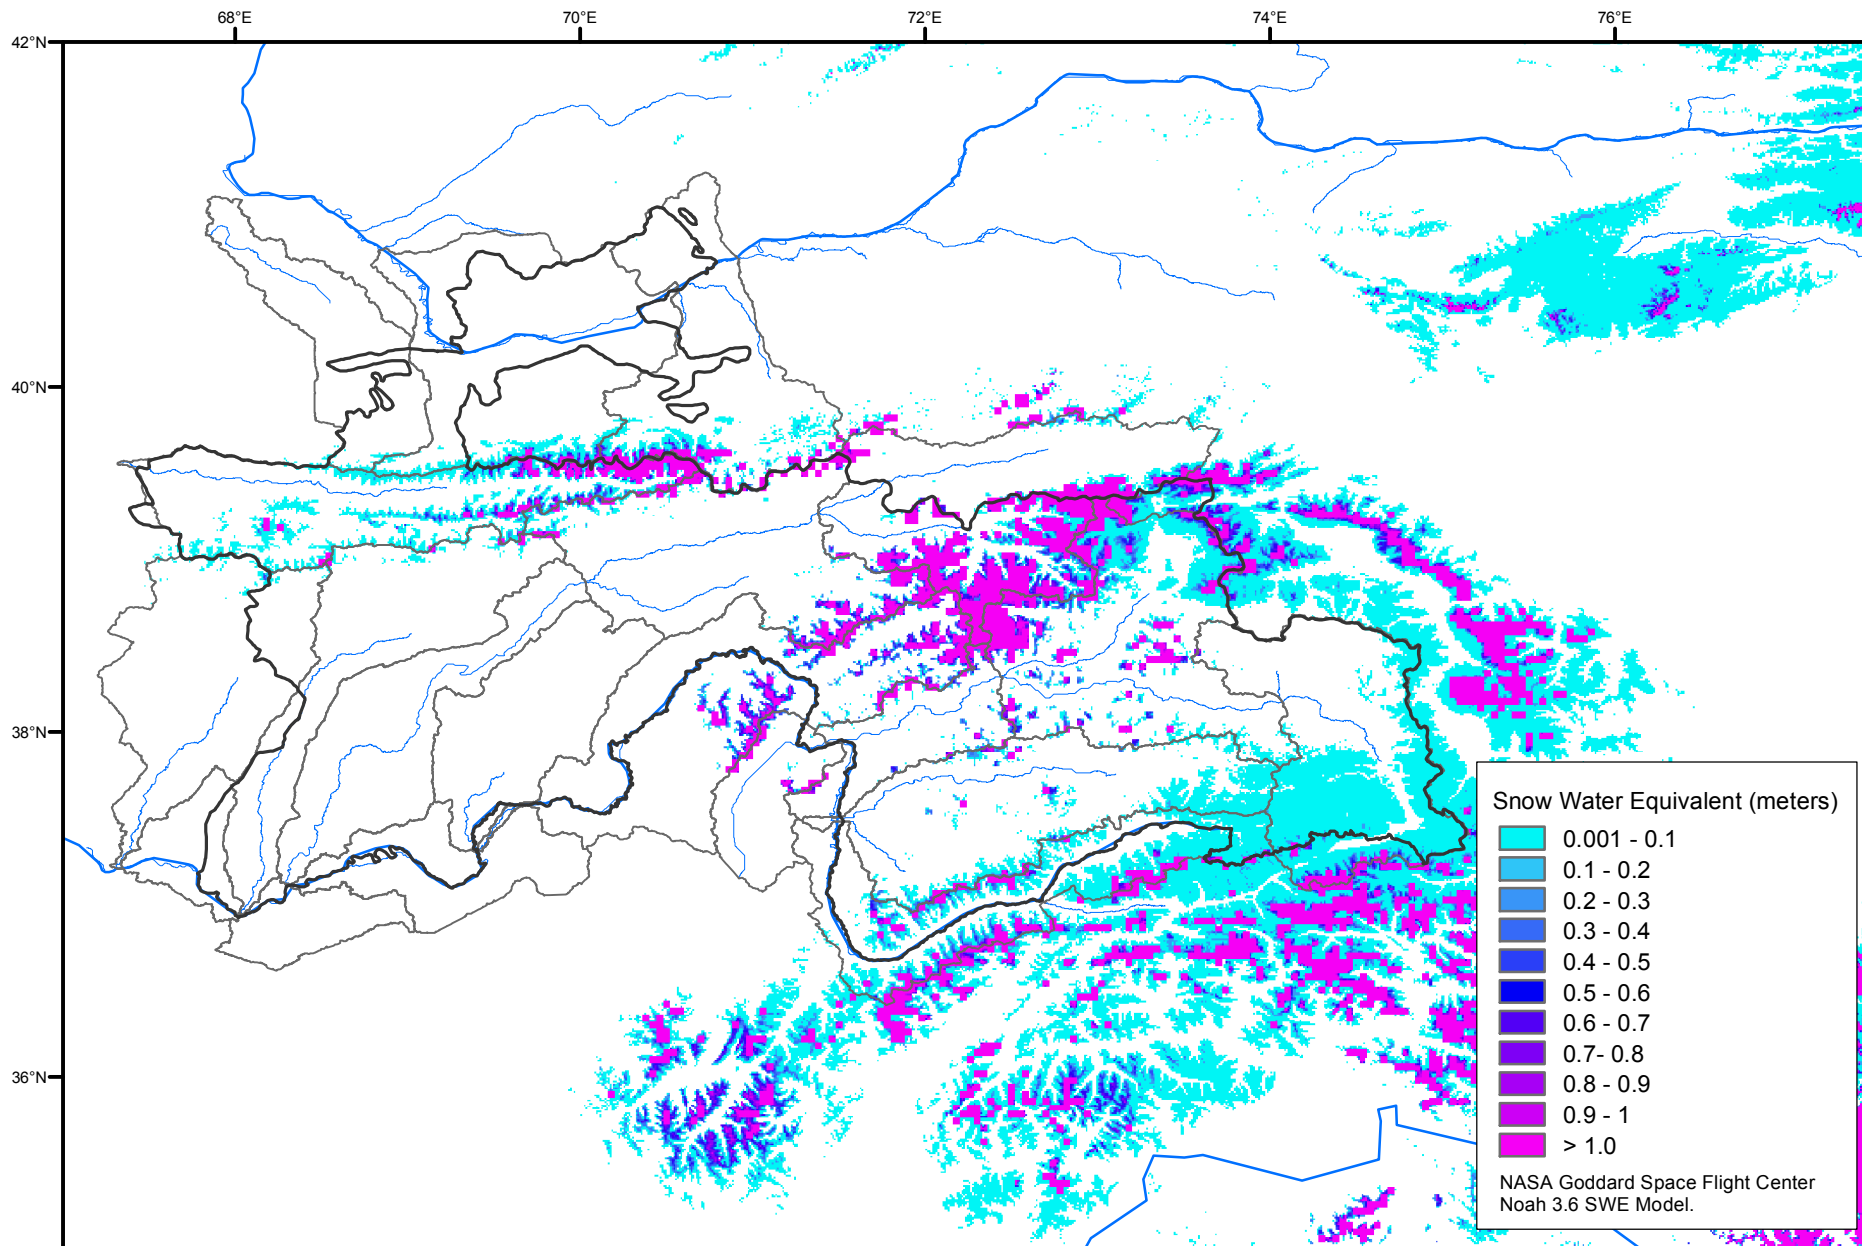 68°E 70°E 72°E 74°E 76°E
42°N
40°N
38°N
36°N
Snow Water Equivalent (meters)
0.001 - 0.1
0.1 - 0.2
0.2 - 0.3
0.3 - 0.4
0.4 - 0.5
0.5 - 0.6
0.6 - 0.7
0.7- 0.8
0.8 - 0.9
0.9 - 1
> 1.0
NASA Goddard Space Flight Center
Noah 3.6 SWE Model.